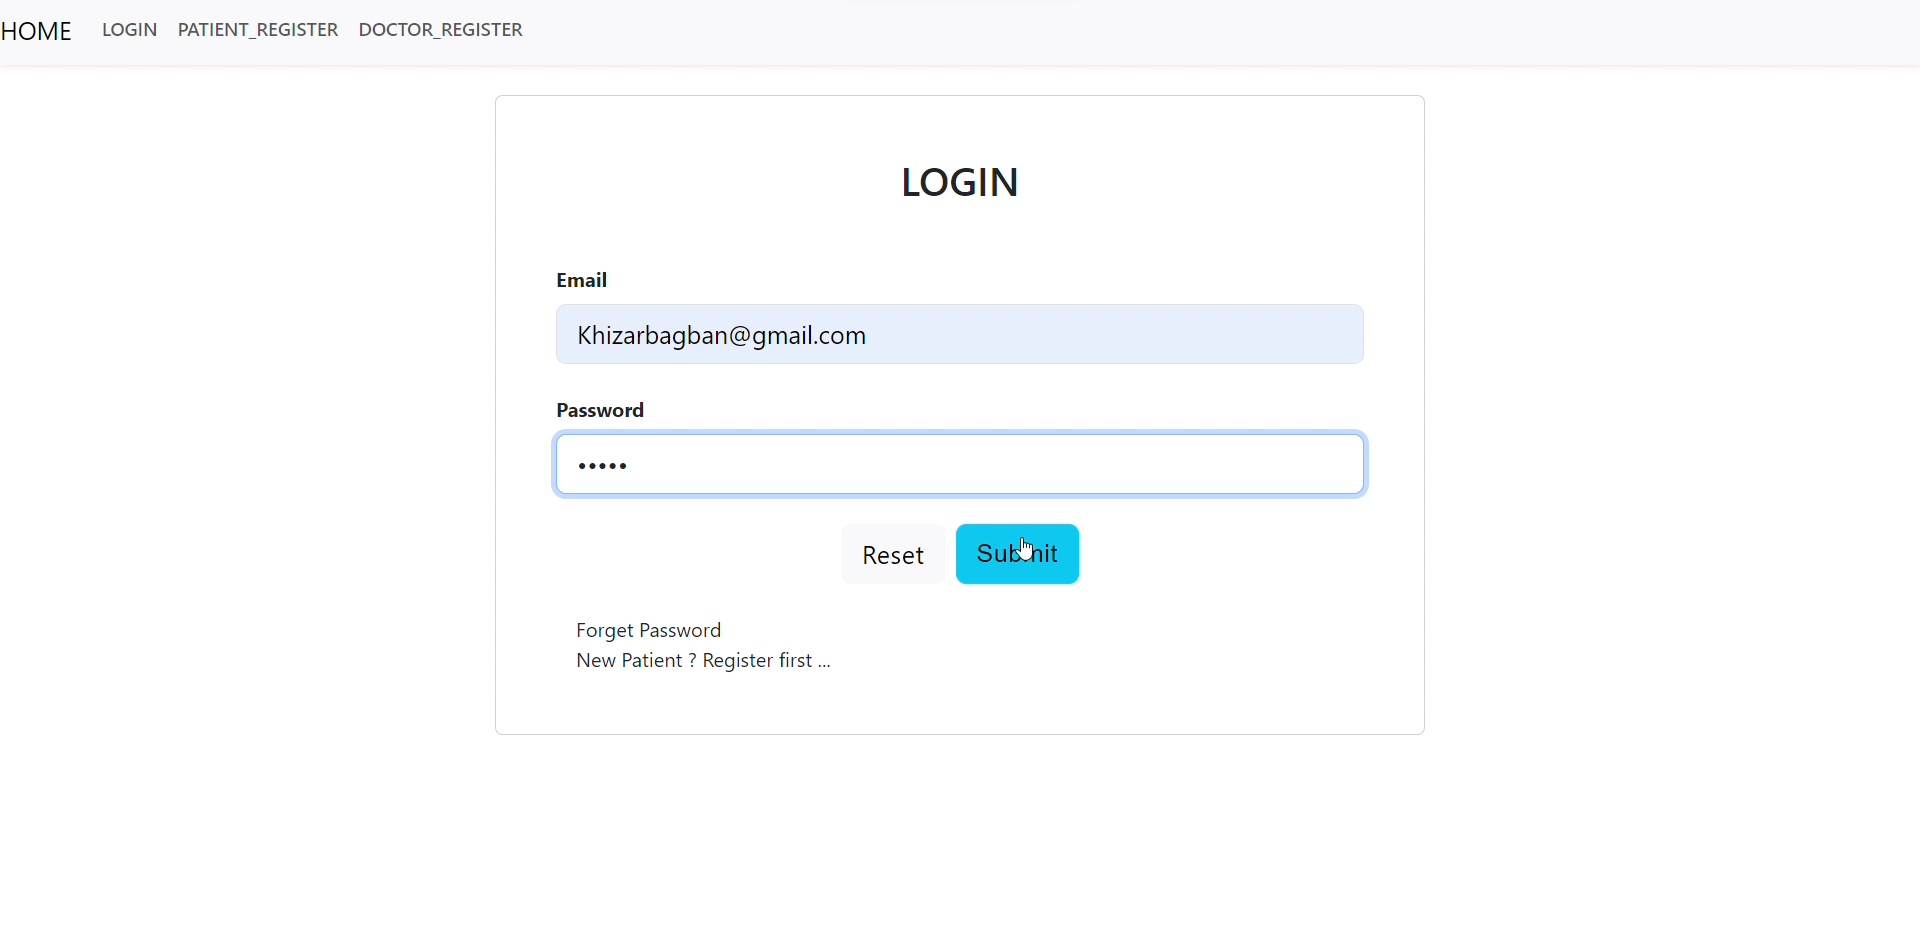 HOME LOGIN PATIENT_REGISTER DOCTOR_REGISTER
LOGIN
Email
Khizarbagban@gmail.com
Password
•••••
Reset Submit
Forget Password
New Patient ? Register first ...